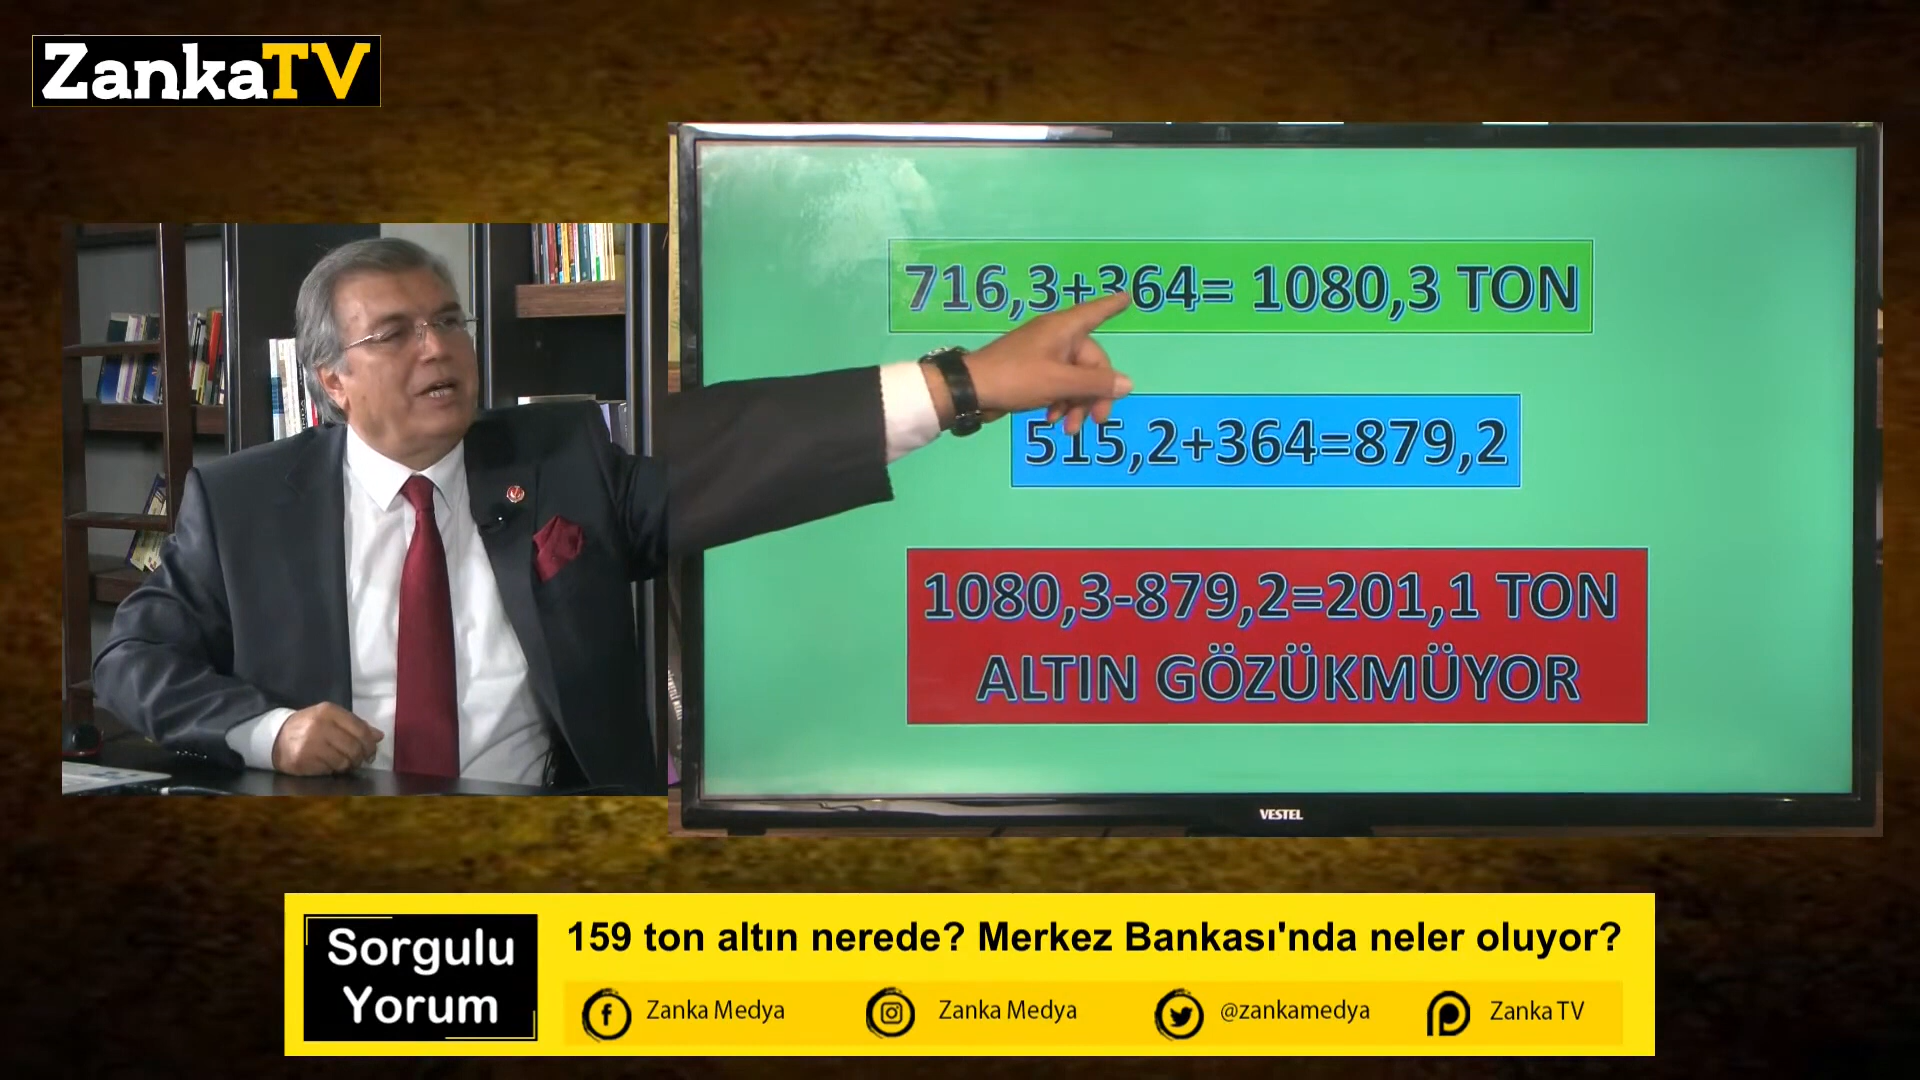 ZankaTV
716,3+364= 1080,3 TON
515,2+364=879,2
1080,3-879,2=201,1 TON
ALTIN GÖZÜKMÜYOR
VESTEL
Sorgulu
Yorum
159 ton altın nerede? Merkez Bankası'nda neler oluyor?
Zanka Medya
Zanka Medya
@zankamedya
Zanka TV